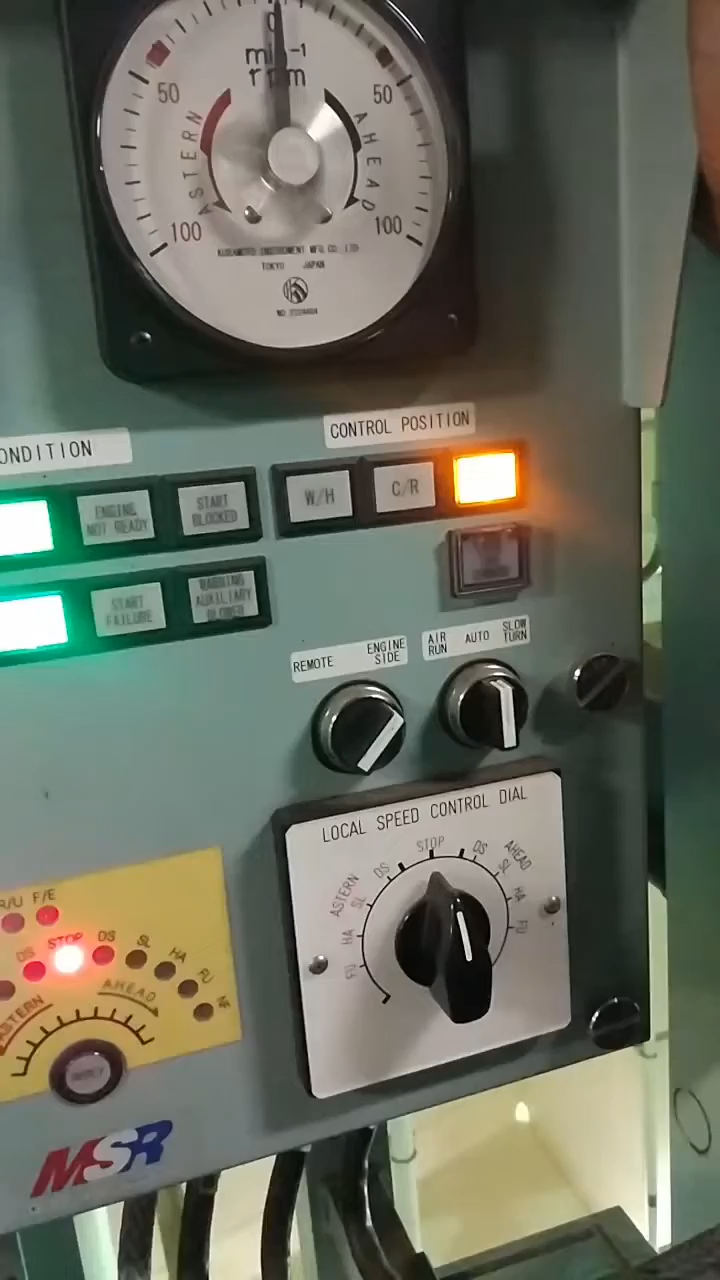 0
min-1
rpm
50 50
ASTERN AHEAD
100 100
KURAMOTO INSTRUMENT MFG CO., LTD
TOKYO JAPAN
CONTROL POSITION
ONDITION
ENGINE
NOT READY
START
BLOCKED
W/H
C/R
START
FAILURE
WARNING
AUXILIARY
BLOWER
REMOTE
ENGINE
SIDE
AIR
RUN
AUTO
SLOW
TURN
LOCAL SPEED CONTROL DIAL
STOP
ASTERN DS SL HA FU
AHEAD DS SL HA FU
R/U F/E
DS STOP DS SL HA FU NF
ASTERN AHEAD
MSR